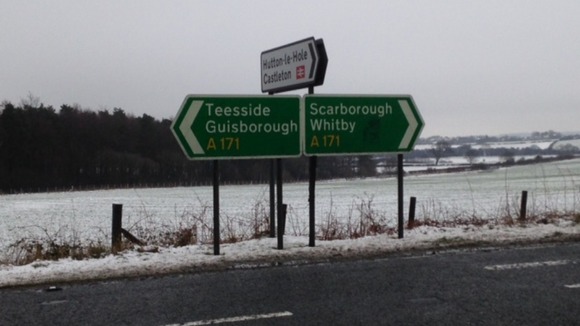 Hutton-le-Hole
Castleton
Teesside
Guisborough
A 171
Scarborough
Whitby
A 171